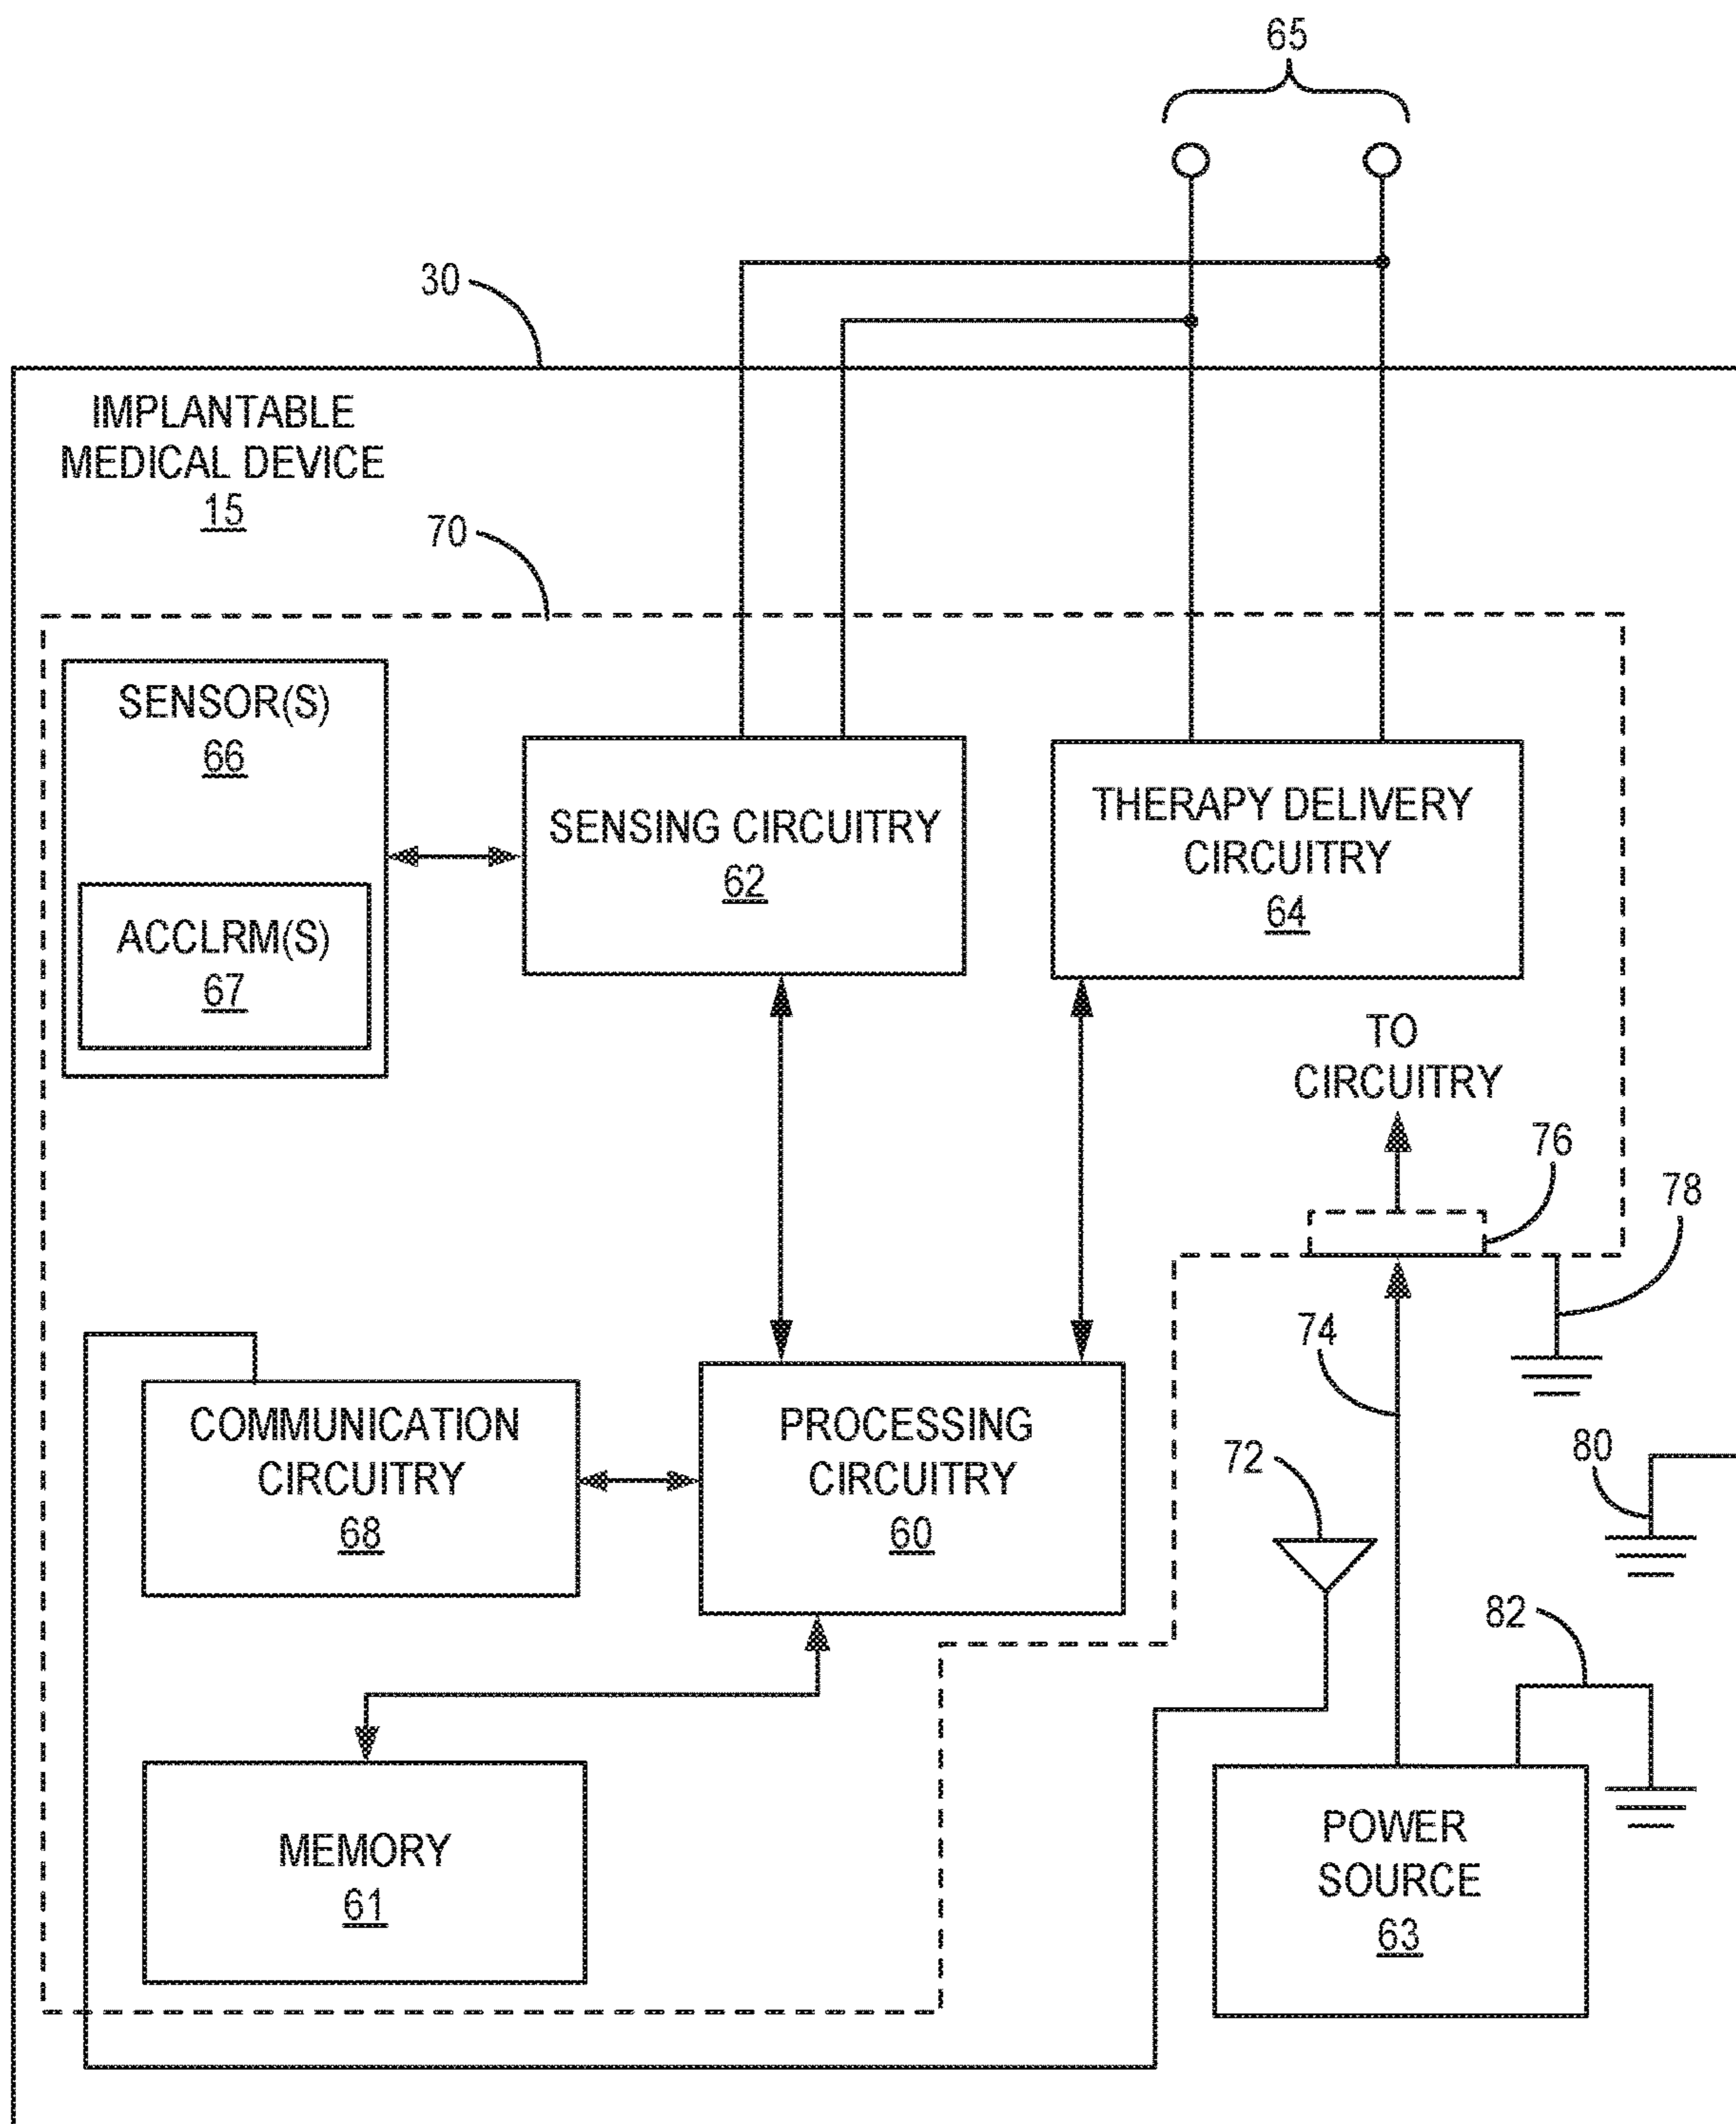 65
30
IMPLANTABLE
MEDICAL DEVICE
15
70
SENSOR(S)
66
ACCLRM(S)
67
SENSING CIRCUITRY
62
THERAPY DELIVERY
CIRCUITRY
64
TO
CIRCUITRY
76
78
74
COMMUNICATION
CIRCUITRY
68
PROCESSING
CIRCUITRY
60
72
80
82
MEMORY
61
POWER
SOURCE
63